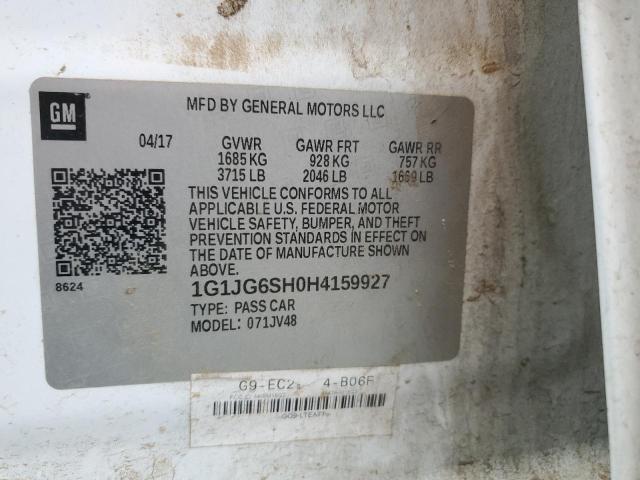 GM
MFD BY GENERAL MOTORS LLC
04/17 GVWR GAWR FRT GAWR RR
1685 KG 928 KG 757 KG
3715 LB 2046 LB 1669 LB
THIS VEHICLE CONFORMS TO ALL
APPLICABLE U.S. FEDERAL MOTOR
VEHICLE SAFETY, BUMPER, AND THEFT
PREVENTION STANDARDS IN EFFECT ON
THE DATE OF MANUFACTURE SHOWN
ABOVE.
8624
1G1JG6SH0H4159927
TYPE: PASS CAR
MODEL: 071JV48
G9-EC2 4-B06F